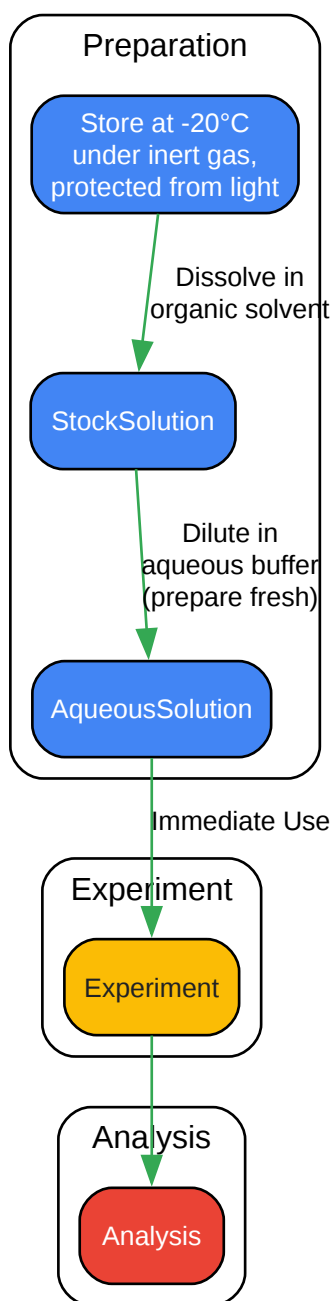 Preparation
Store at -20°C
under inert gas,
protected from light
Dissolve in
organic solvent
StockSolution
Dilute in
aqueous buffer
(prepare fresh)
AqueousSolution
Immediate Use
Experiment
Experiment
Analysis
Analysis